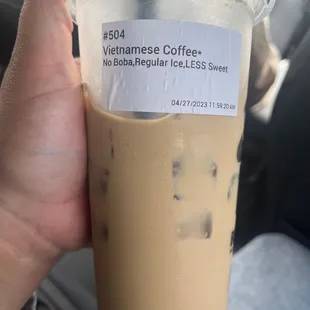 #504
Vietnamese Coffee*
No Boba,Regular Ice,LESS Sweet
04/27/2023 11:59:20 AM